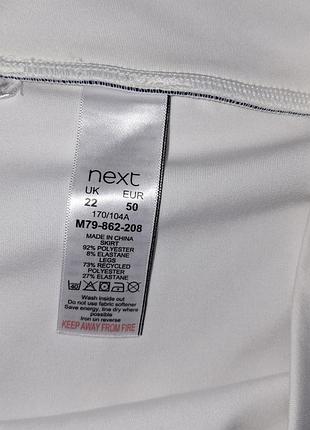 next
UK EUR
22 50
170/104A
M79-862-208
MADE IN CHINA
SKIRT
92% POLYESTER
8% ELASTANE
LEGS
73% RECYCLED
POLYESTER
27% ELASTANE
40
Wash inside out
Do not use fabric softener
Save energy, line dry where
possible
Iron on reverse
KEEP AWAY FROM FIRE